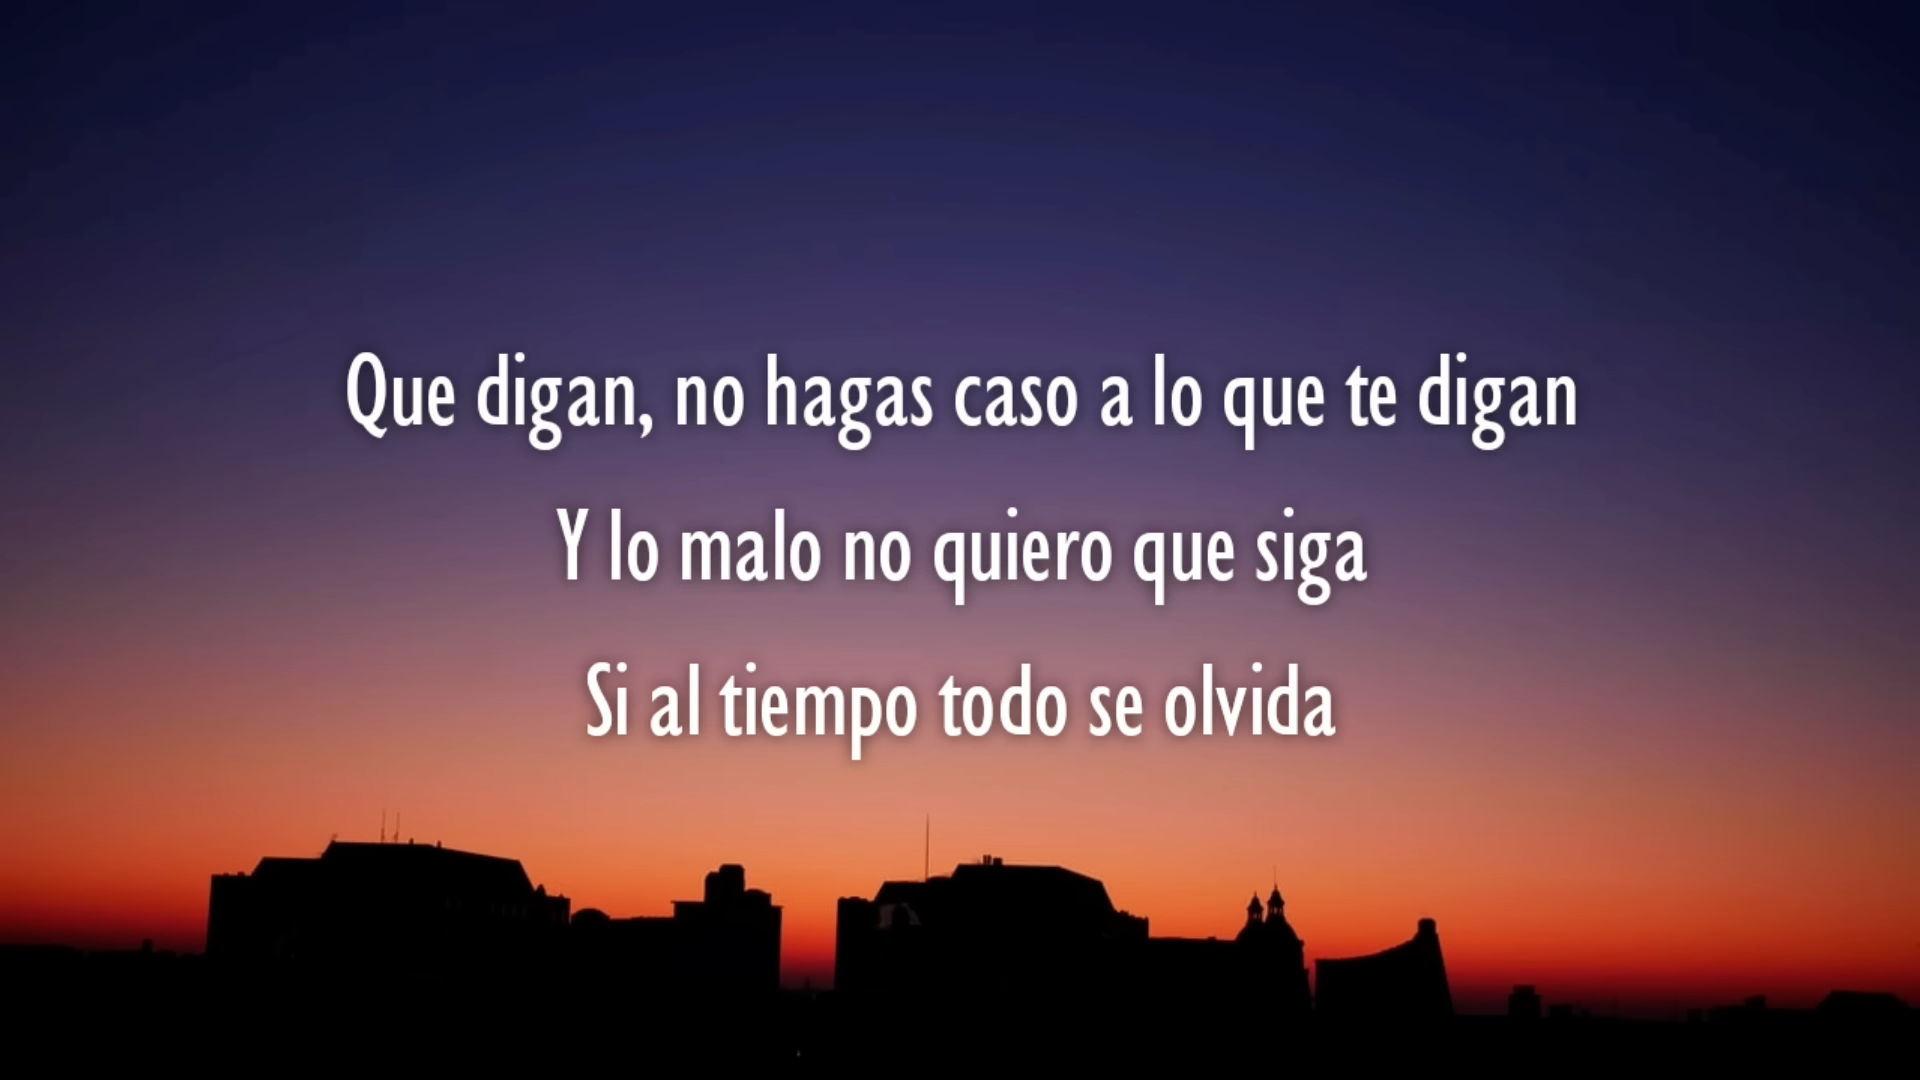 Que digan, no hagas caso a lo que te digan
Y lo malo no quiero que siga
Si al tiempo todo se olvida